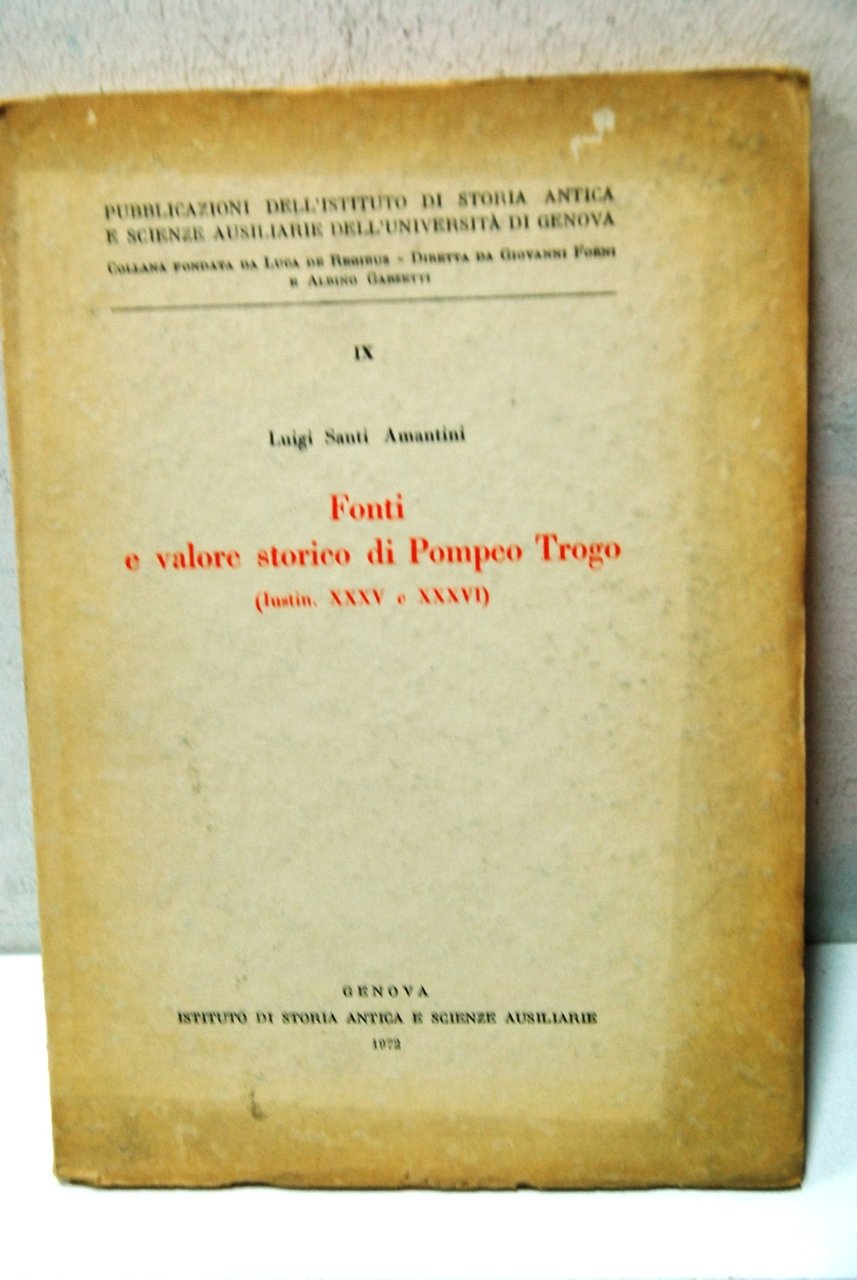 PUBBLICAZIONI DELL'ISTITUTO DI STORIA ANTICA
E SCIENZE AUSILIARIE DELL'UNIVERSITÀ DI GENOVA
COLLANA FONDATA DA LUCA DE REGIBUS - DIRETTA DA GIOVANNI FORNI
E ALBINO GARZETTI
IX
Luigi Santi Amantini
Fonti
e valore storico di Pompeo Trogo
(Iustin. XXXV e XXXVI)
GENOVA
ISTITUTO DI STORIA ANTICA E SCIENZE AUSILIARIE
1972